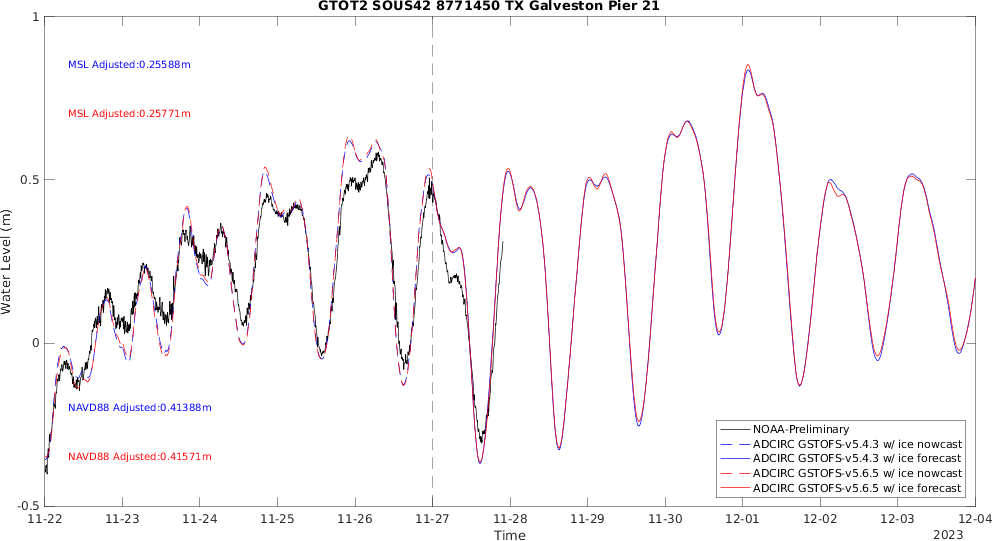 GTOT2 SOUS42 8771450 TX Galveston Pier 21
1
MSL Adjusted:0.25588m
MSL Adjusted:0.25771m
0.5
Water Level (m)
0
NAVD88 Adjusted:0.41388m
NAVD88 Adjusted:0.41571m
NOAA-Preliminary
ADCIRC GSTOFS-v5.4.3 w/ ice nowcast
ADCIRC GSTOFS-v5.4.3 w/ ice forecast
ADCIRC GSTOFS-v5.6.5 w/ ice nowcast
ADCIRC GSTOFS-v5.6.5 w/ ice forecast
-0.5
11-22 11-23 11-24 11-25 11-26 11-27 11-28 11-29 11-30 12-01 12-02 12-03 12-04
Time
2023